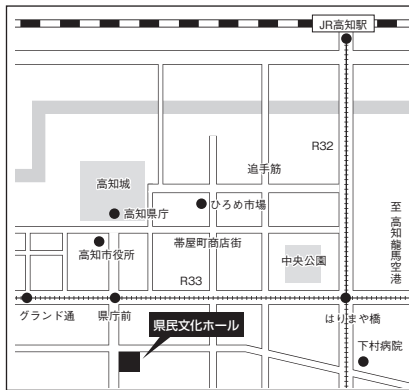 JR高知駅
R32
追手筋
高知城
ひろめ市場
高知県庁
至 高知龍馬空港
帯屋町商店街
高知市役所
中央公園
R33
グランド通
県庁前
はりまや橋
県民文化ホール
下村病院